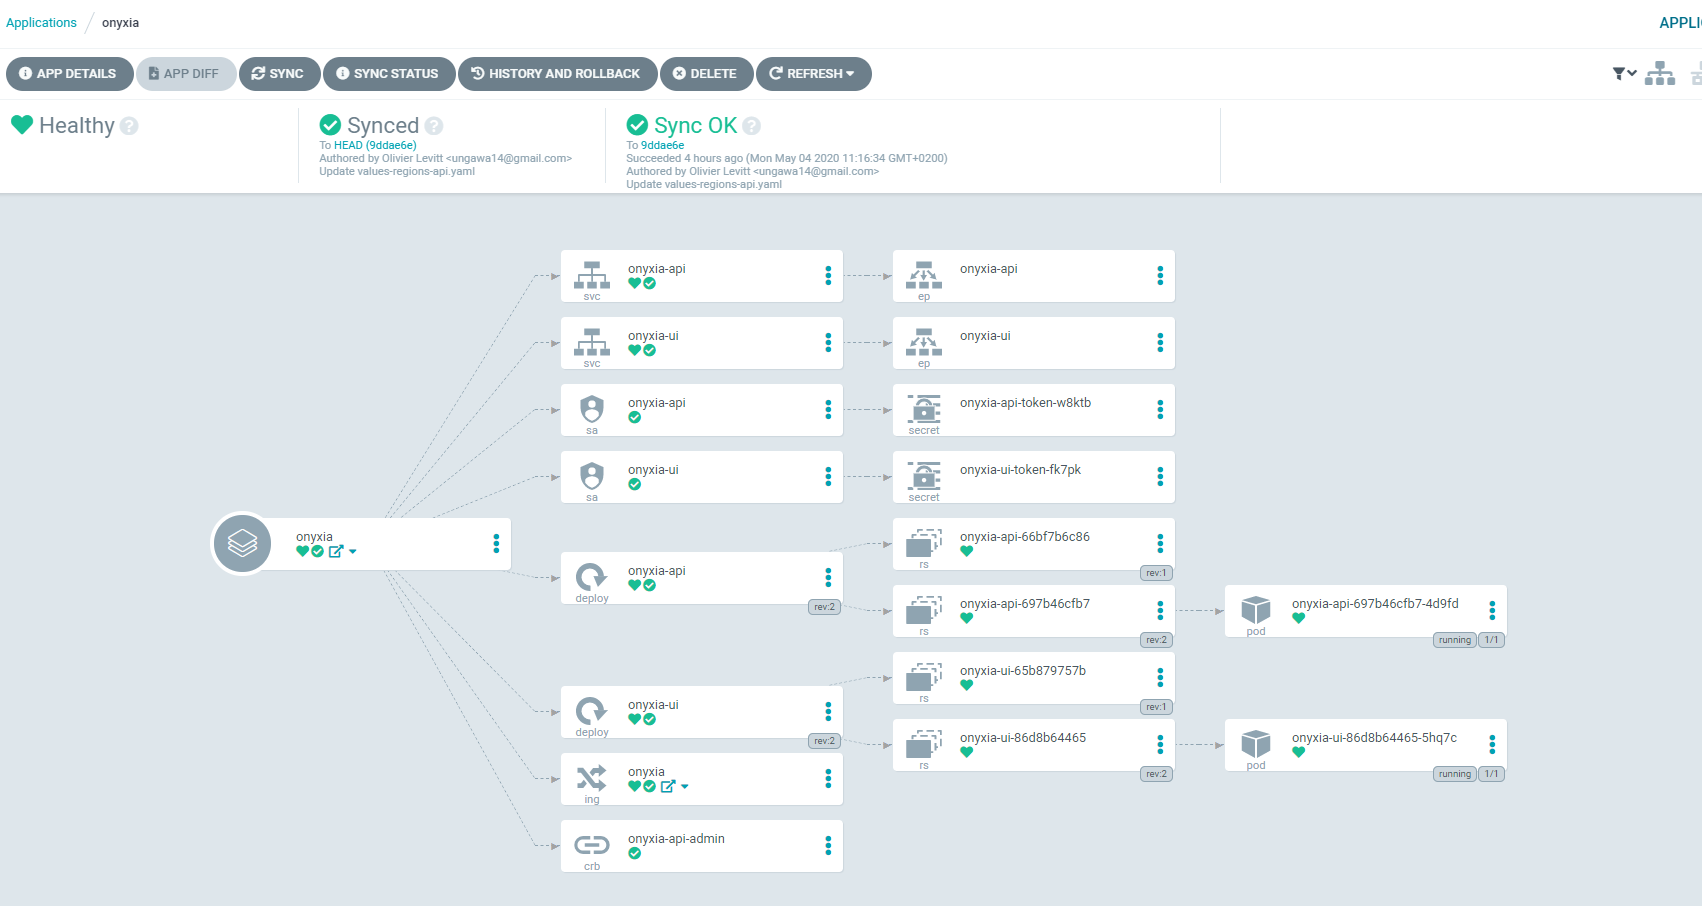 Applications / onyxia
APPLI
APP DETAILS
APP DIFF
SYNC
SYNC STATUS
HISTORY AND ROLLBACK
DELETE
REFRESH
Healthy ?
Synced ?
To HEAD (9ddae6e)
Authored by Olivier Levitt <ungawa14@gmail.com>
Update values-regions-api.yaml
Sync OK ?
To 9ddae6e
Succeeded 4 hours ago (Mon May 04 2020 11:16:34 GMT+0200)
Authored by Olivier Levitt <ungawa14@gmail.com>
Update values-regions-api.yaml
onyxia
onyxia-api
svc
onyxia-api
ep
onyxia-ui
svc
onyxia-ui
ep
onyxia-api
sa
onyxia-api-token-w8ktb
secret
onyxia-ui
sa
onyxia-ui-token-fk7pk
secret
onyxia-api
deploy
rev:2
onyxia-api-66bf7b6c86
rs
rev:1
onyxia-api-697b46cfb7
rs
rev:2
onyxia-api-697b46cfb7-4d9fd
pod
running
1/1
onyxia-ui
deploy
rev:2
onyxia-ui-65b879757b
rs
rev:1
onyxia-ui-86d8b64465
rs
rev:2
onyxia-ui-86d8b64465-5hq7c
pod
running
1/1
onyxia
ing
onyxia-api-admin
crb